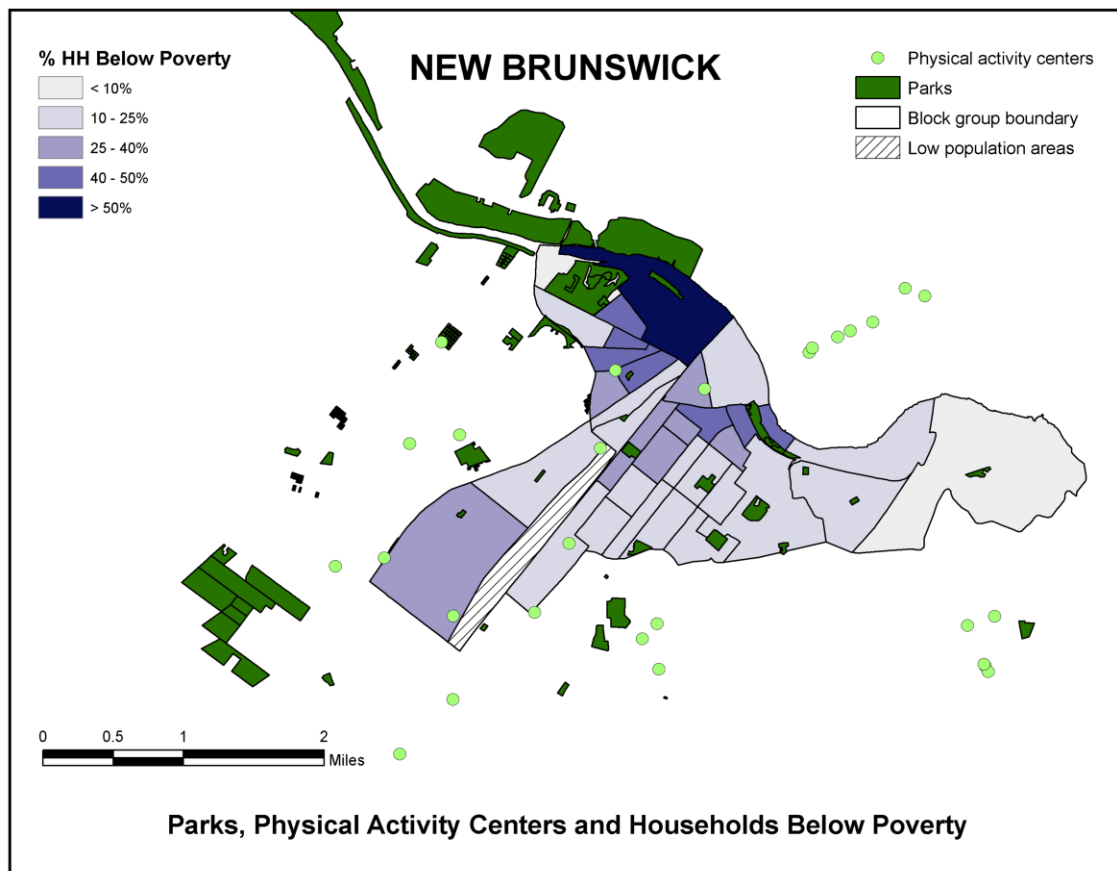 NEW BRUNSWICK
% HH Below Poverty
< 10%
10 - 25%
25 - 40%
40 - 50%
> 50%
Physical activity centers
Parks
Block group boundary
Low population areas
0 0.5 1 2
Miles
Parks, Physical Activity Centers and Households Below Poverty